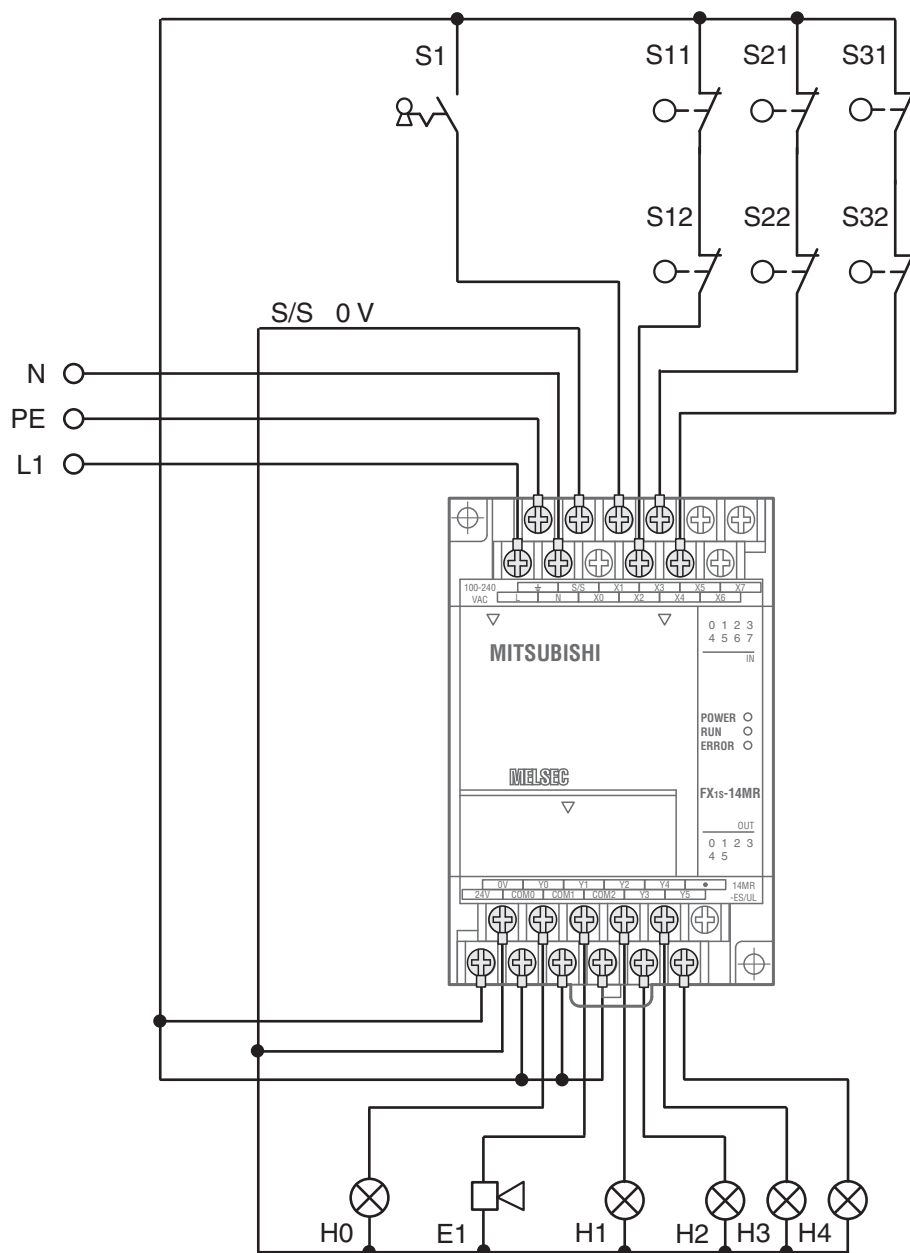 S1 S11 S21 S31
S12 S22 S32
S/S 0 V
N
PE
L1
100-240 VAC
⏚ S/S X1 X3 X5 X7
L N X0 X2 X4 X6
MITSUBISHI
0 1 2 3
4 5 6 7
IN
POWER
RUN
ERROR
MELSEC
FX1S-14MR
OUT
0 1 2 3
4 5
0V Y0 Y1 Y2 Y4 •
24V COM0 COM1 COM2 Y3 Y5
14MR
-ES/UL
H0 E1 H1 H2 H3 H4